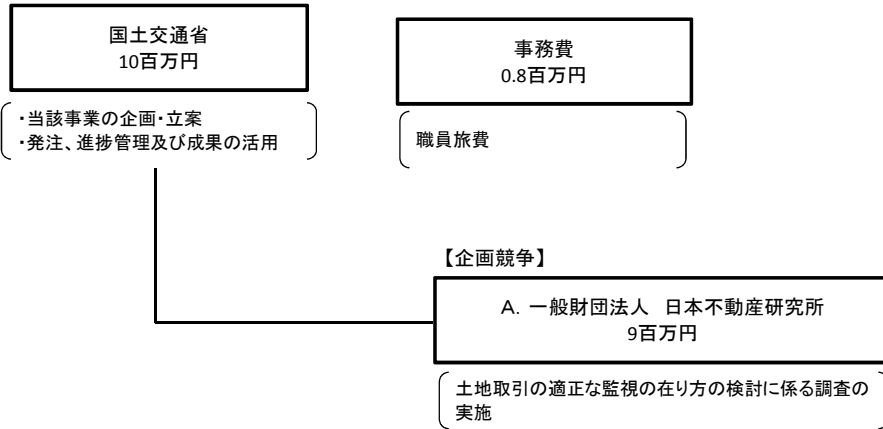 国土交通省
10百万円
・当該事業の企画・立案
・発注、進捗管理及び成果の活用
事務費
0.8百万円
職員旅費
【企画競争】
A. 一般財団法人　日本不動産研究所
9百万円
土地取引の適正な監視の在り方の検討に係る調査の
実施